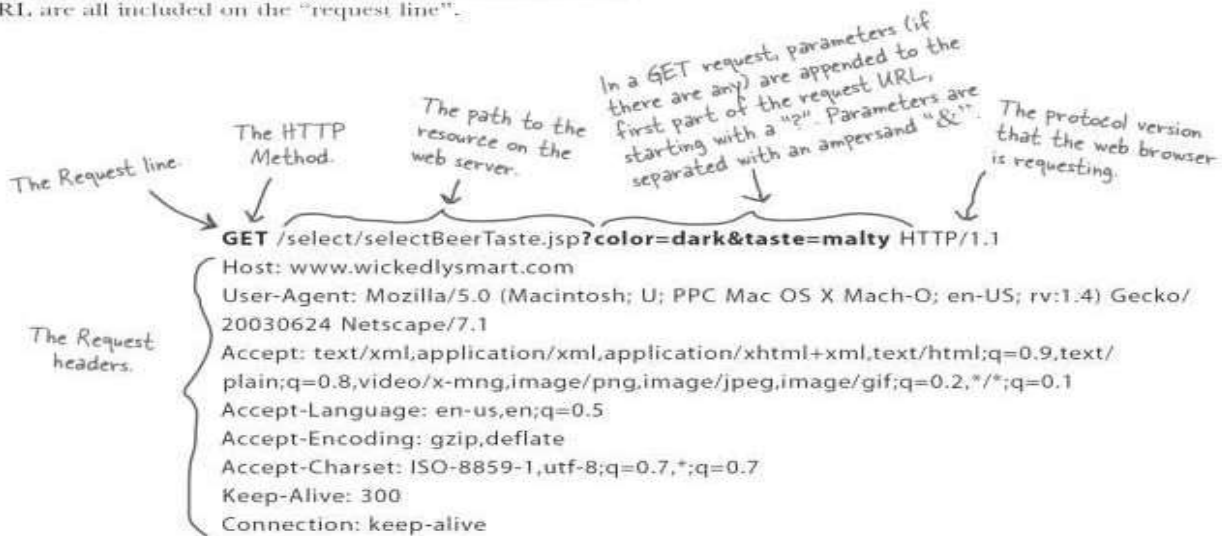 RL are all included on the “request line”.
In a GET request, parameters (if
there are any) are appended to the
first part of the request URL,
starting with a "?". Parameters are
separated with an ampersand "&".
The path to the
resource on the
web server.
The protocol version
that the web browser
is requesting.
The HTTP
Method.
The Request line.
GET /select/selectBeerTaste.jsp?color=dark&taste=malty HTTP/1.1
Host: www.wickedlysmart.com
User-Agent: Mozilla/5.0 (Macintosh; U; PPC Mac OS X Mach-O; en-US; rv:1.4) Gecko/
20030624 Netscape/7.1
Accept: text/xml,application/xml,application/xhtml+xml,text/html;q=0.9,text/
plain;q=0.8,video/x-mng,image/png,image/jpeg,image/gif;q=0.2,*/*;q=0.1
Accept-Language: en-us,en;q=0.5
Accept-Encoding: gzip,deflate
Accept-Charset: ISO-8859-1,utf-8;q=0.7,*;q=0.7
Keep-Alive: 300
Connection: keep-alive
The Request
headers.